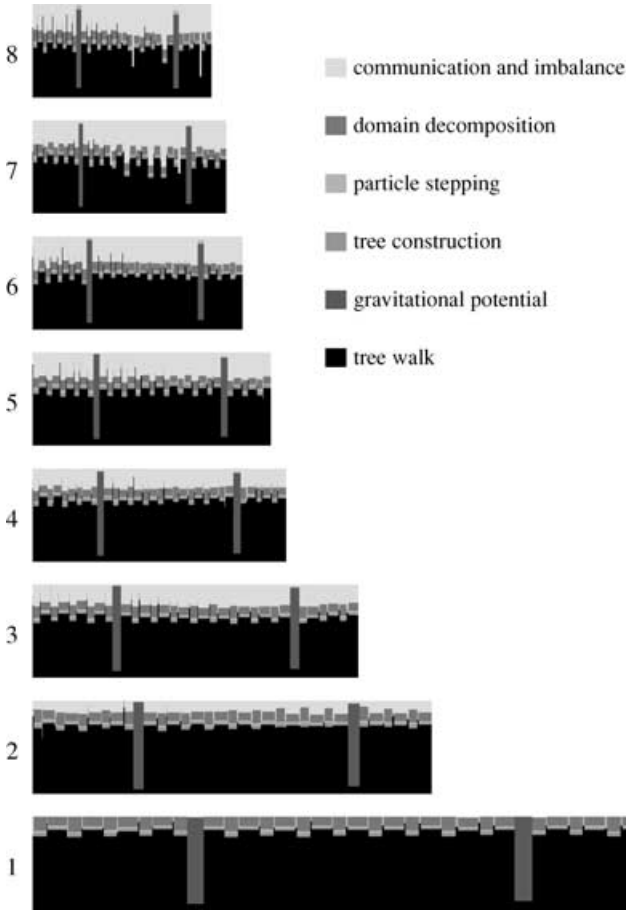 8
communication and imbalance
domain decomposition
7
particle stepping
tree construction
6
gravitational potential
tree walk
5
4
3
2
1